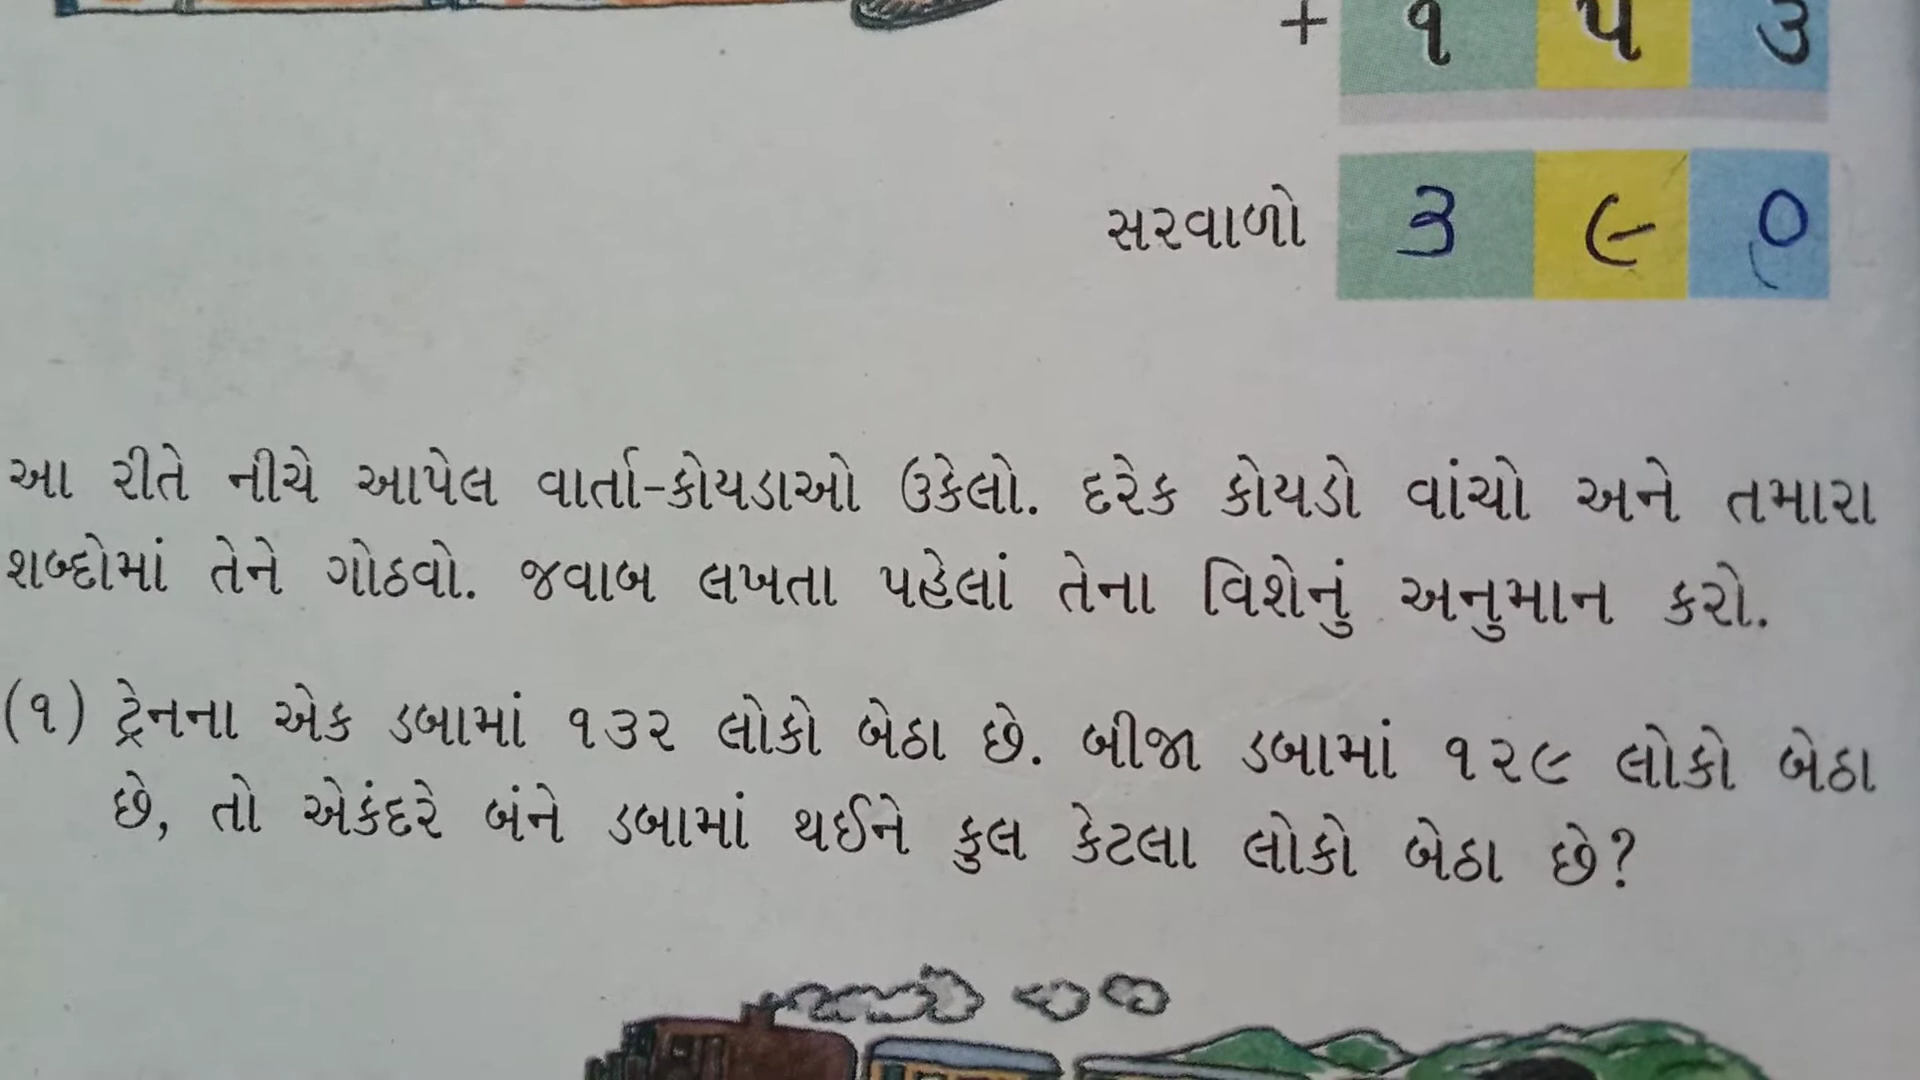 + ૧ ૫ ૩
સરવાળો ૩ ૯ ૦
આ રીતે નીચે આપેલ વાર્તા-કોયડાઓ ઉકેલો. દરેક કોયડો વાંચો અને તમારા
શબ્દોમાં તેને ગોઠવો. જવાબ લખતા પહેલાં તેના વિશેનું અનુમાન કરો.
(૧) ટ્રેનના એક ડબામાં ૧૩૨ લોકો બેઠા છે. બીજા ડબામાં ૧૨૯ લોકો બેઠા
છે, તો એકંદરે બંને ડબામાં થઈને કુલ કેટલા લોકો બેઠા છે?